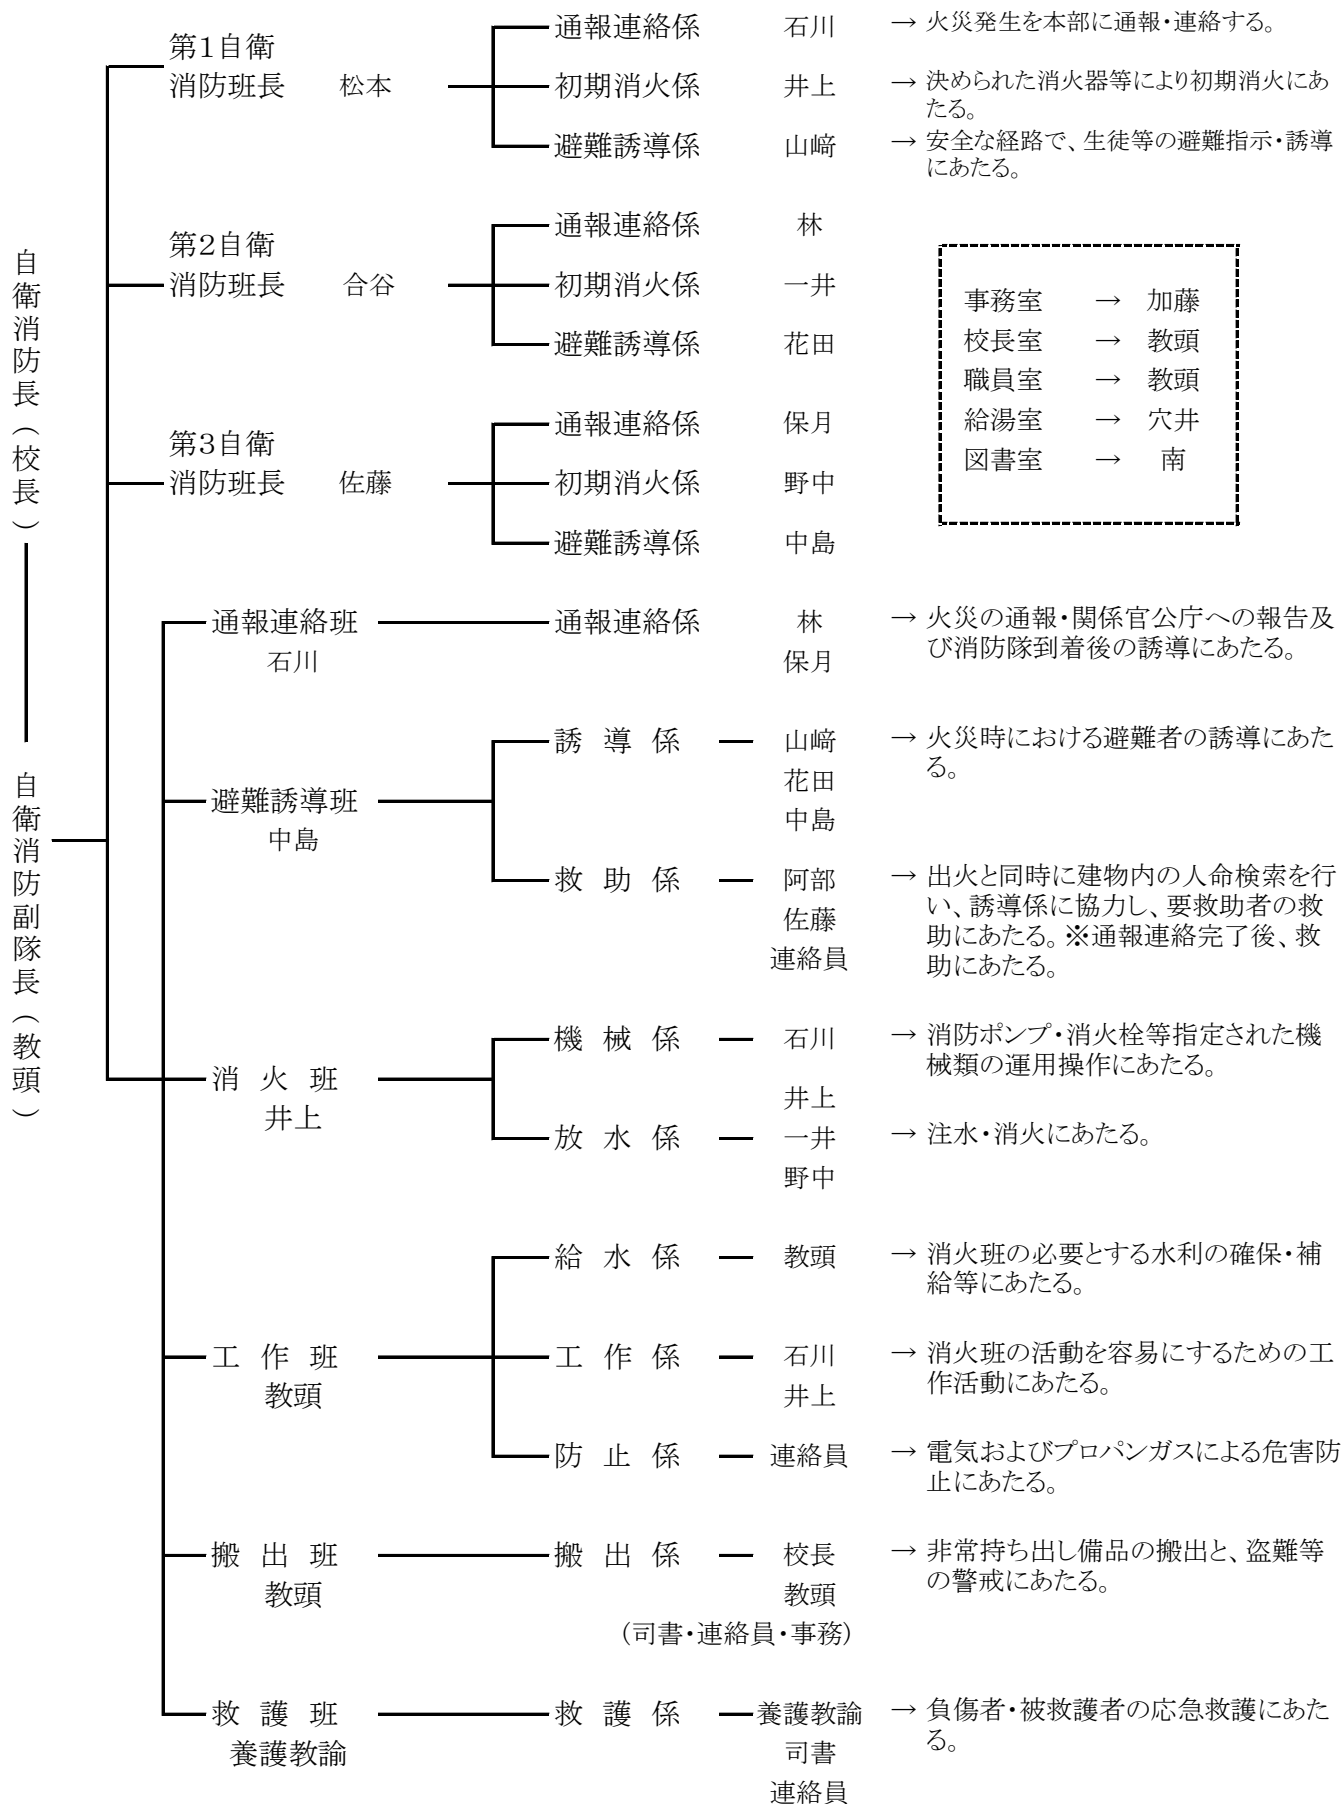 自衛消防長(校長)
自衛消防副隊長(教頭)
第1自衛
消防班長 松本
通報連絡係 石川 → 火災発生を本部に通報・連絡する。
初期消火係 井上 → 決められた消火器等により初期消火にあ
たる。
避難誘導係 山﨑 → 安全な経路で、生徒等の避難指示・誘導
にあたる。
第2自衛
消防班長 合谷
通報連絡係 林
初期消火係 一井
避難誘導係 花田
第3自衛
消防班長 佐藤
通報連絡係 保月
初期消火係 野中
避難誘導係 中島
事務室 → 加藤
校長室 → 教頭
職員室 → 教頭
給湯室 → 穴井
図書室 → 南
通報連絡班
石川
通報連絡係 林 → 火災の通報・関係官公庁への報告及
保月 び消防隊到着後の誘導にあたる。
避難誘導班
中島
誘導係 山﨑 → 火災時における避難者の誘導にあた
る。
花田
中島
救助係 阿部 → 出火と同時に建物内の人命検索を行
佐藤 い、誘導係に協力し、要救助者の救
連絡員 助にあたる。※通報連絡完了後、救
助にあたる。
消火班
井上
機械係 石川 → 消防ポンプ・消火栓等指定された機
械類の運用操作にあたる。
井上
放水係 一井 → 注水・消火にあたる。
野中
工作班
教頭
給水係 教頭 → 消火班の必要とする水利の確保・補
給等にあたる。
工作係 石川 → 消火班の活動を容易にするための工
井上 作活動にあたる。
防止係 連絡員 → 電気およびプロパンガスによる危害防
止にあたる。
搬出班
教頭
搬出係 校長 → 非常持ち出し備品の搬出と、盗難等
教頭 の警戒にあたる。
(司書・連絡員・事務)
救護班
養護教諭
救護係 養護教諭 → 負傷者・被救護者の応急救護にあた
司書 る。
連絡員